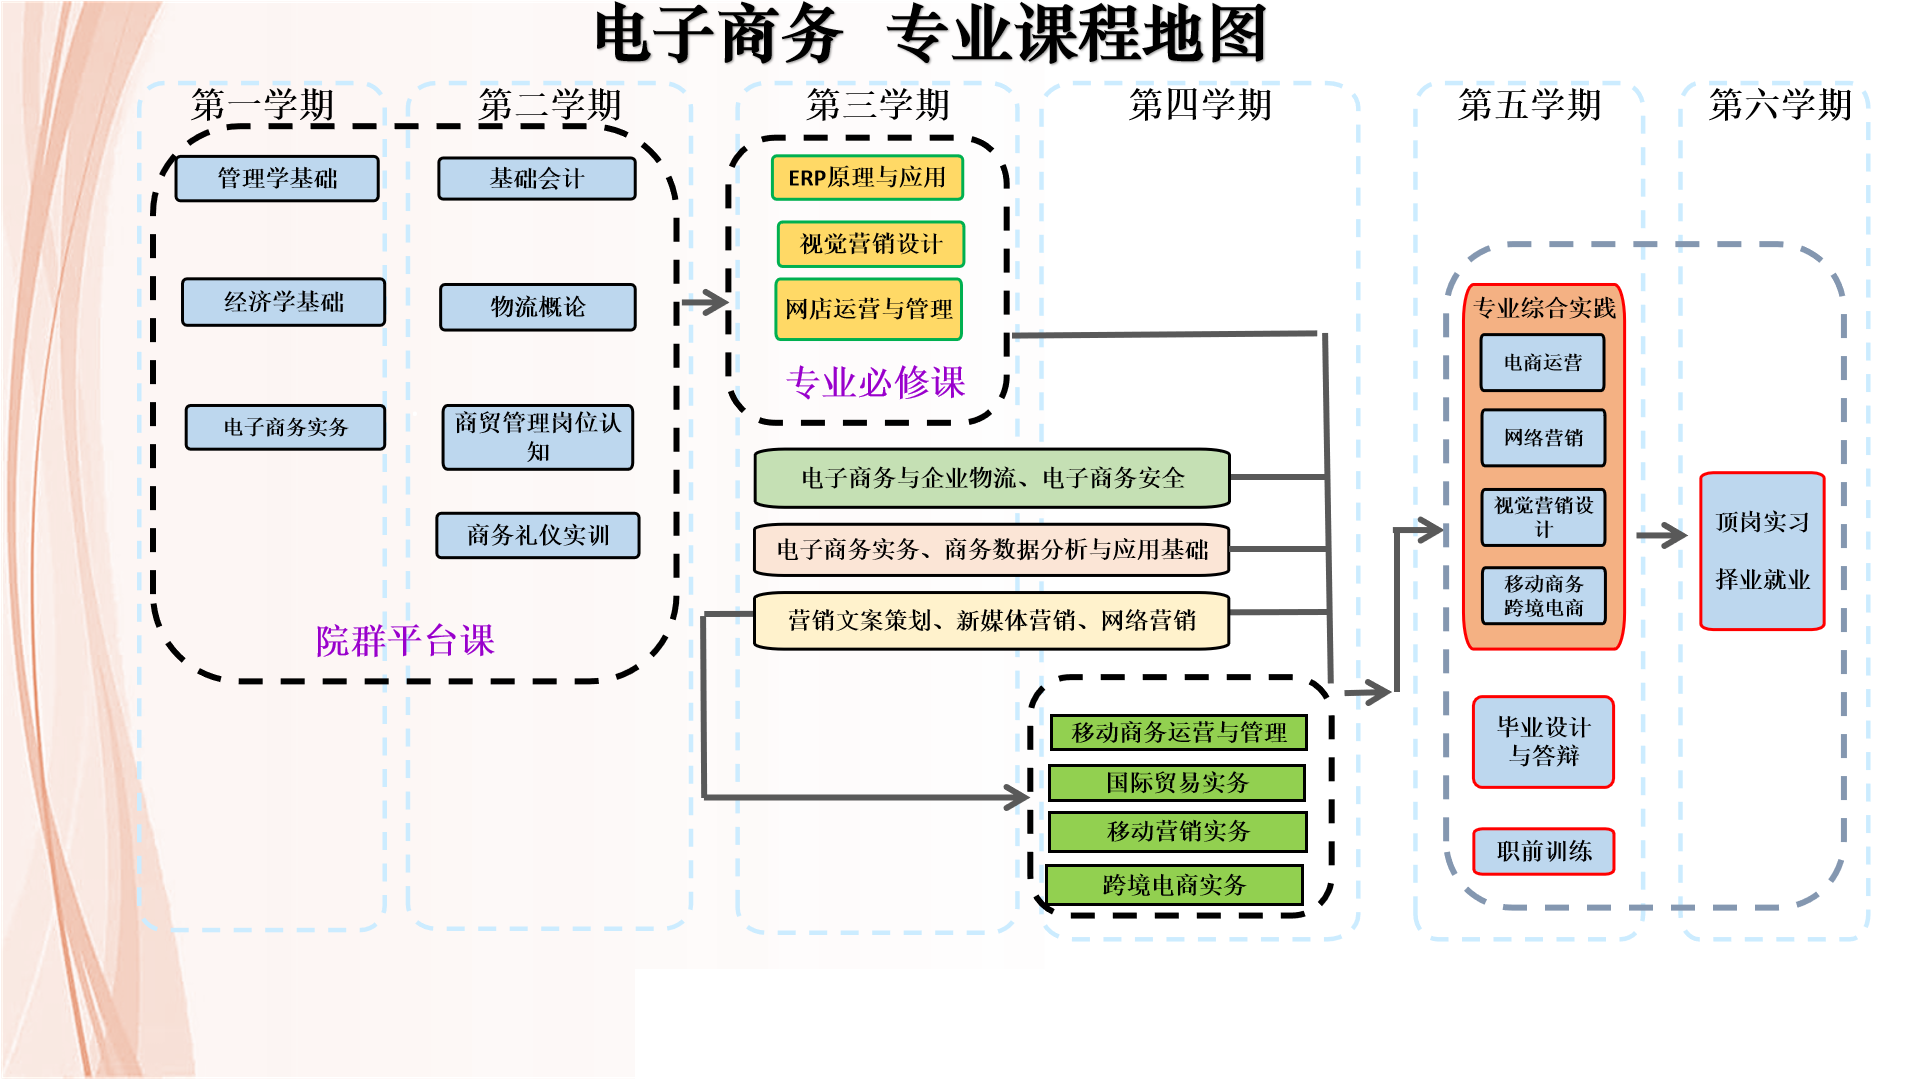 电子商务 专业课程地图
第一学期
第二学期
第三学期
第四学期
第五学期
第六学期
管理学基础
经济学基础
电子商务实务
基础会计
物流概论
商贸管理岗位认
知
商务礼仪实训
院群平台课
ERP原理与应用
视觉营销设计
网店运营与管理
专业必修课
电子商务与企业物流、电子商务安全
电子商务实务、商务数据分析与应用基础
营销文案策划、新媒体营销、网络营销
移动商务运营与管理
国际贸易实务
移动营销实务
跨境电商实务
专业综合实践
电商运营
网络营销
视觉营销设
计
移动商务
跨境电商
毕业设计
与答辩
职前训练
顶岗实习
择业就业